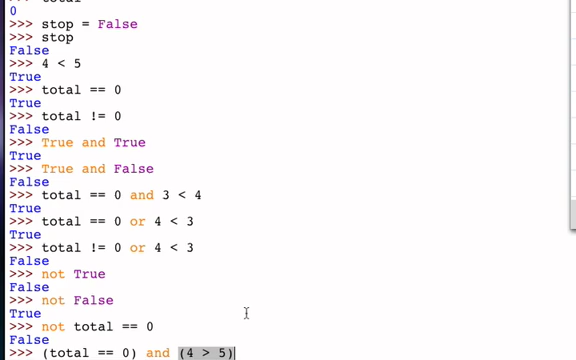 >>> total
0
>>> stop = False
>>> stop
False
>>> 4 < 5
True
>>> total == 0
True
>>> total != 0
False
>>> True and True
True
>>> True and False
False
>>> total == 0 and 3 < 4
True
>>> total == 0 or 4 < 3
True
>>> total != 0 or 4 < 3
False
>>> not True
False
>>> not False
True
>>> not total == 0
False
>>> (total == 0) and (4 > 5)